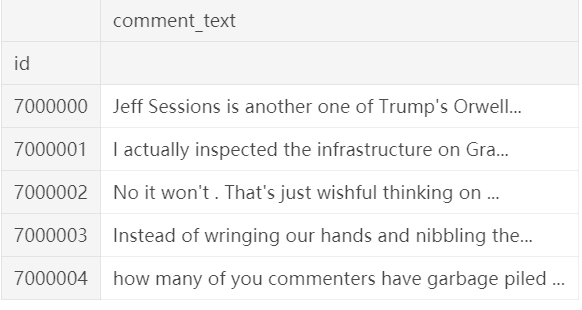 comment_text
id
7000000 Jeff Sessions is another one of Trump's Orwell...
7000001 I actually inspected the infrastructure on Gra...
7000002 No it won't . That's just wishful thinking on ...
7000003 Instead of wringing our hands and nibbling the...
7000004 how many of you commenters have garbage piled ...